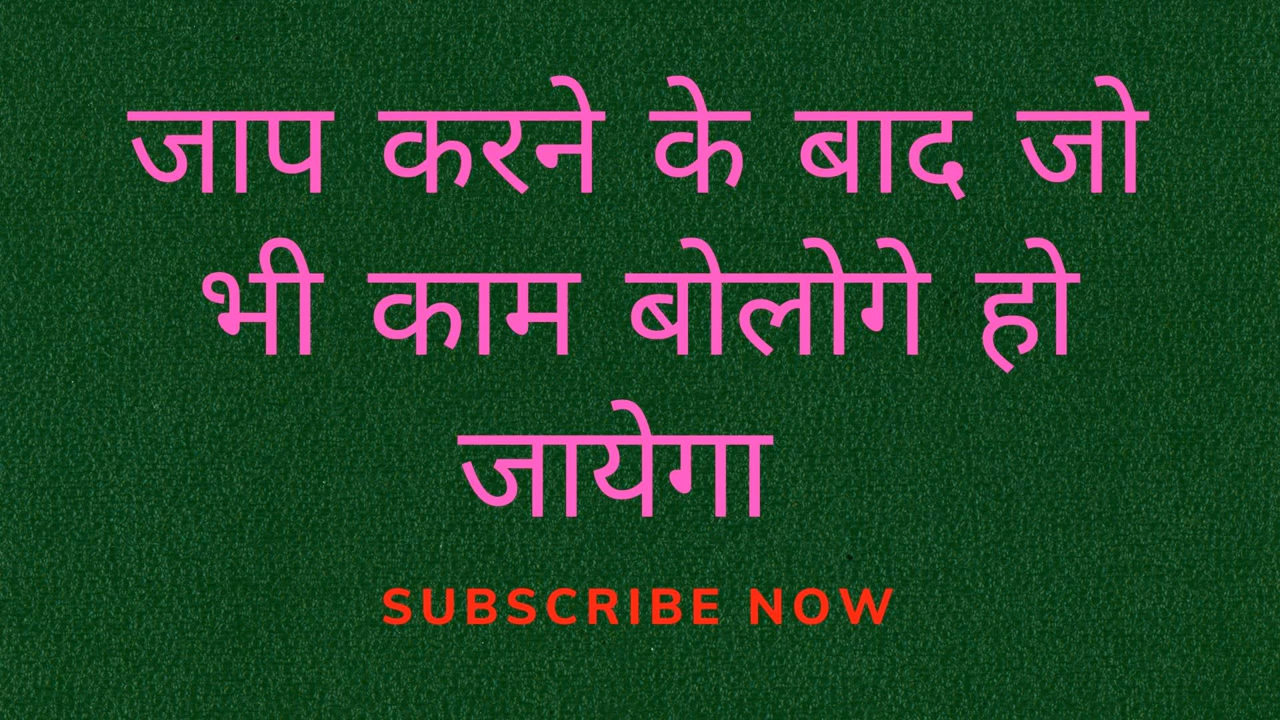 जाप करने के बाद जो
भी काम बोलोगे हो
जायेगा
SUBSCRIBE NOW